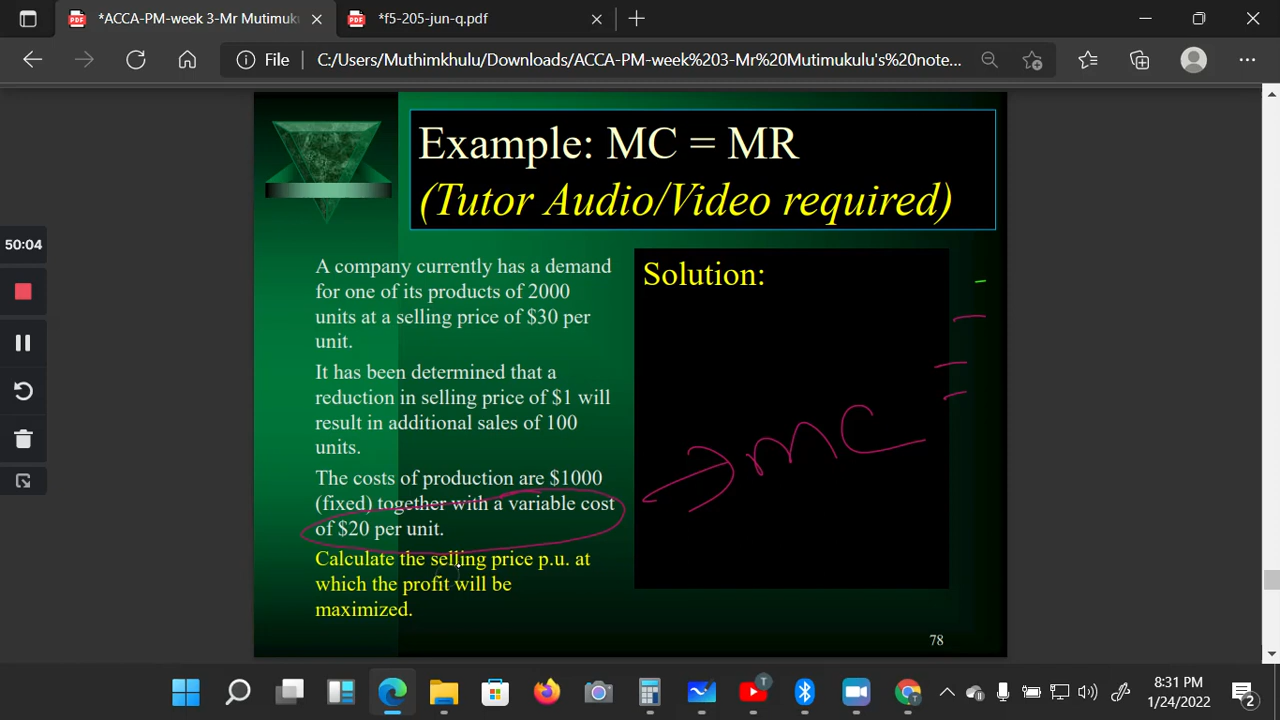 *ACCA-PM-week 3-Mr Mutimuku
*f5-205-jun-q.pdf
File
C:/Users/Muthimkhulu/Downloads/ACCA-PM-week%203-Mr%20Mutimukulu's%20note...
Example: MC = MR
(Tutor Audio/Video required)
50:04
A company currently has a demand
for one of its products of 2000
units at a selling price of $30 per
unit.
It has been determined that a
reduction in selling price of $1 will
result in additional sales of 100
units.
The costs of production are $1000
(fixed) together with a variable cost
of $20 per unit.
Calculate the selling price p.u. at
which the profit will be
maximized.
Solution:
MC
78
T
8:31 PM
1/24/2022
2